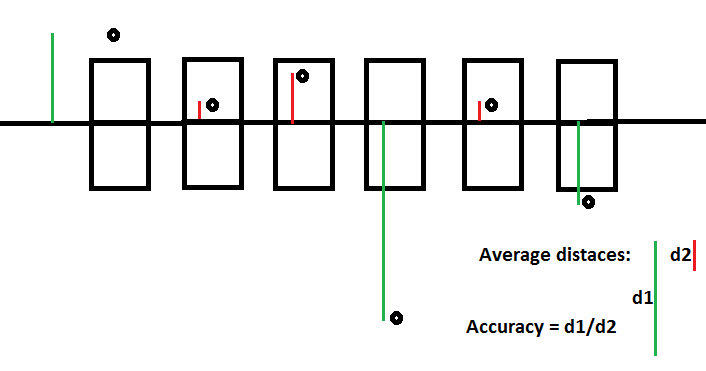 Average distaces: d2
d1
Accuracy = d1/d2